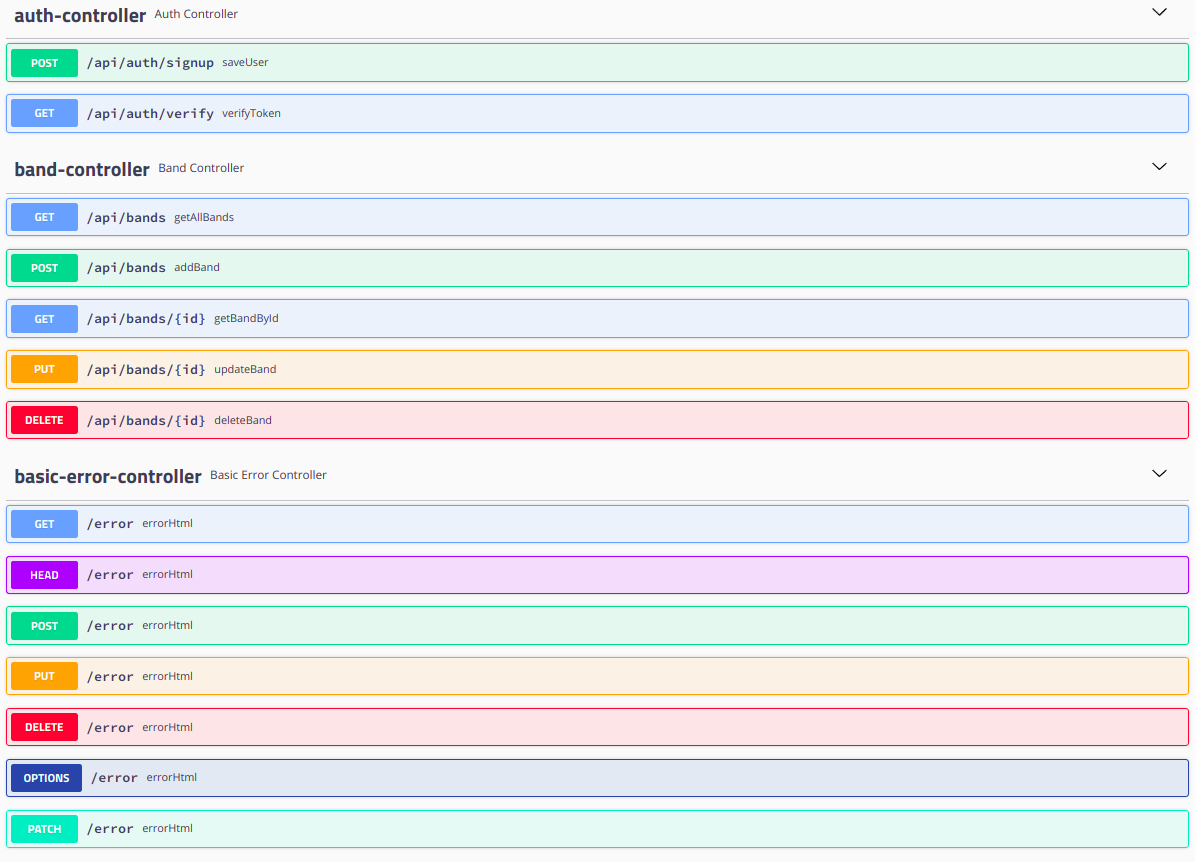 auth-controller Auth Controller
POST /api/auth/signup saveUser
GET /api/auth/verify verifyToken
band-controller Band Controller
GET /api/bands getAllBands
POST /api/bands addBand
GET /api/bands/{id} getBandById
PUT /api/bands/{id} updateBand
DELETE /api/bands/{id} deleteBand
basic-error-controller Basic Error Controller
GET /error errorHtml
HEAD /error errorHtml
POST /error errorHtml
PUT /error errorHtml
DELETE /error errorHtml
OPTIONS /error errorHtml
PATCH /error errorHtml